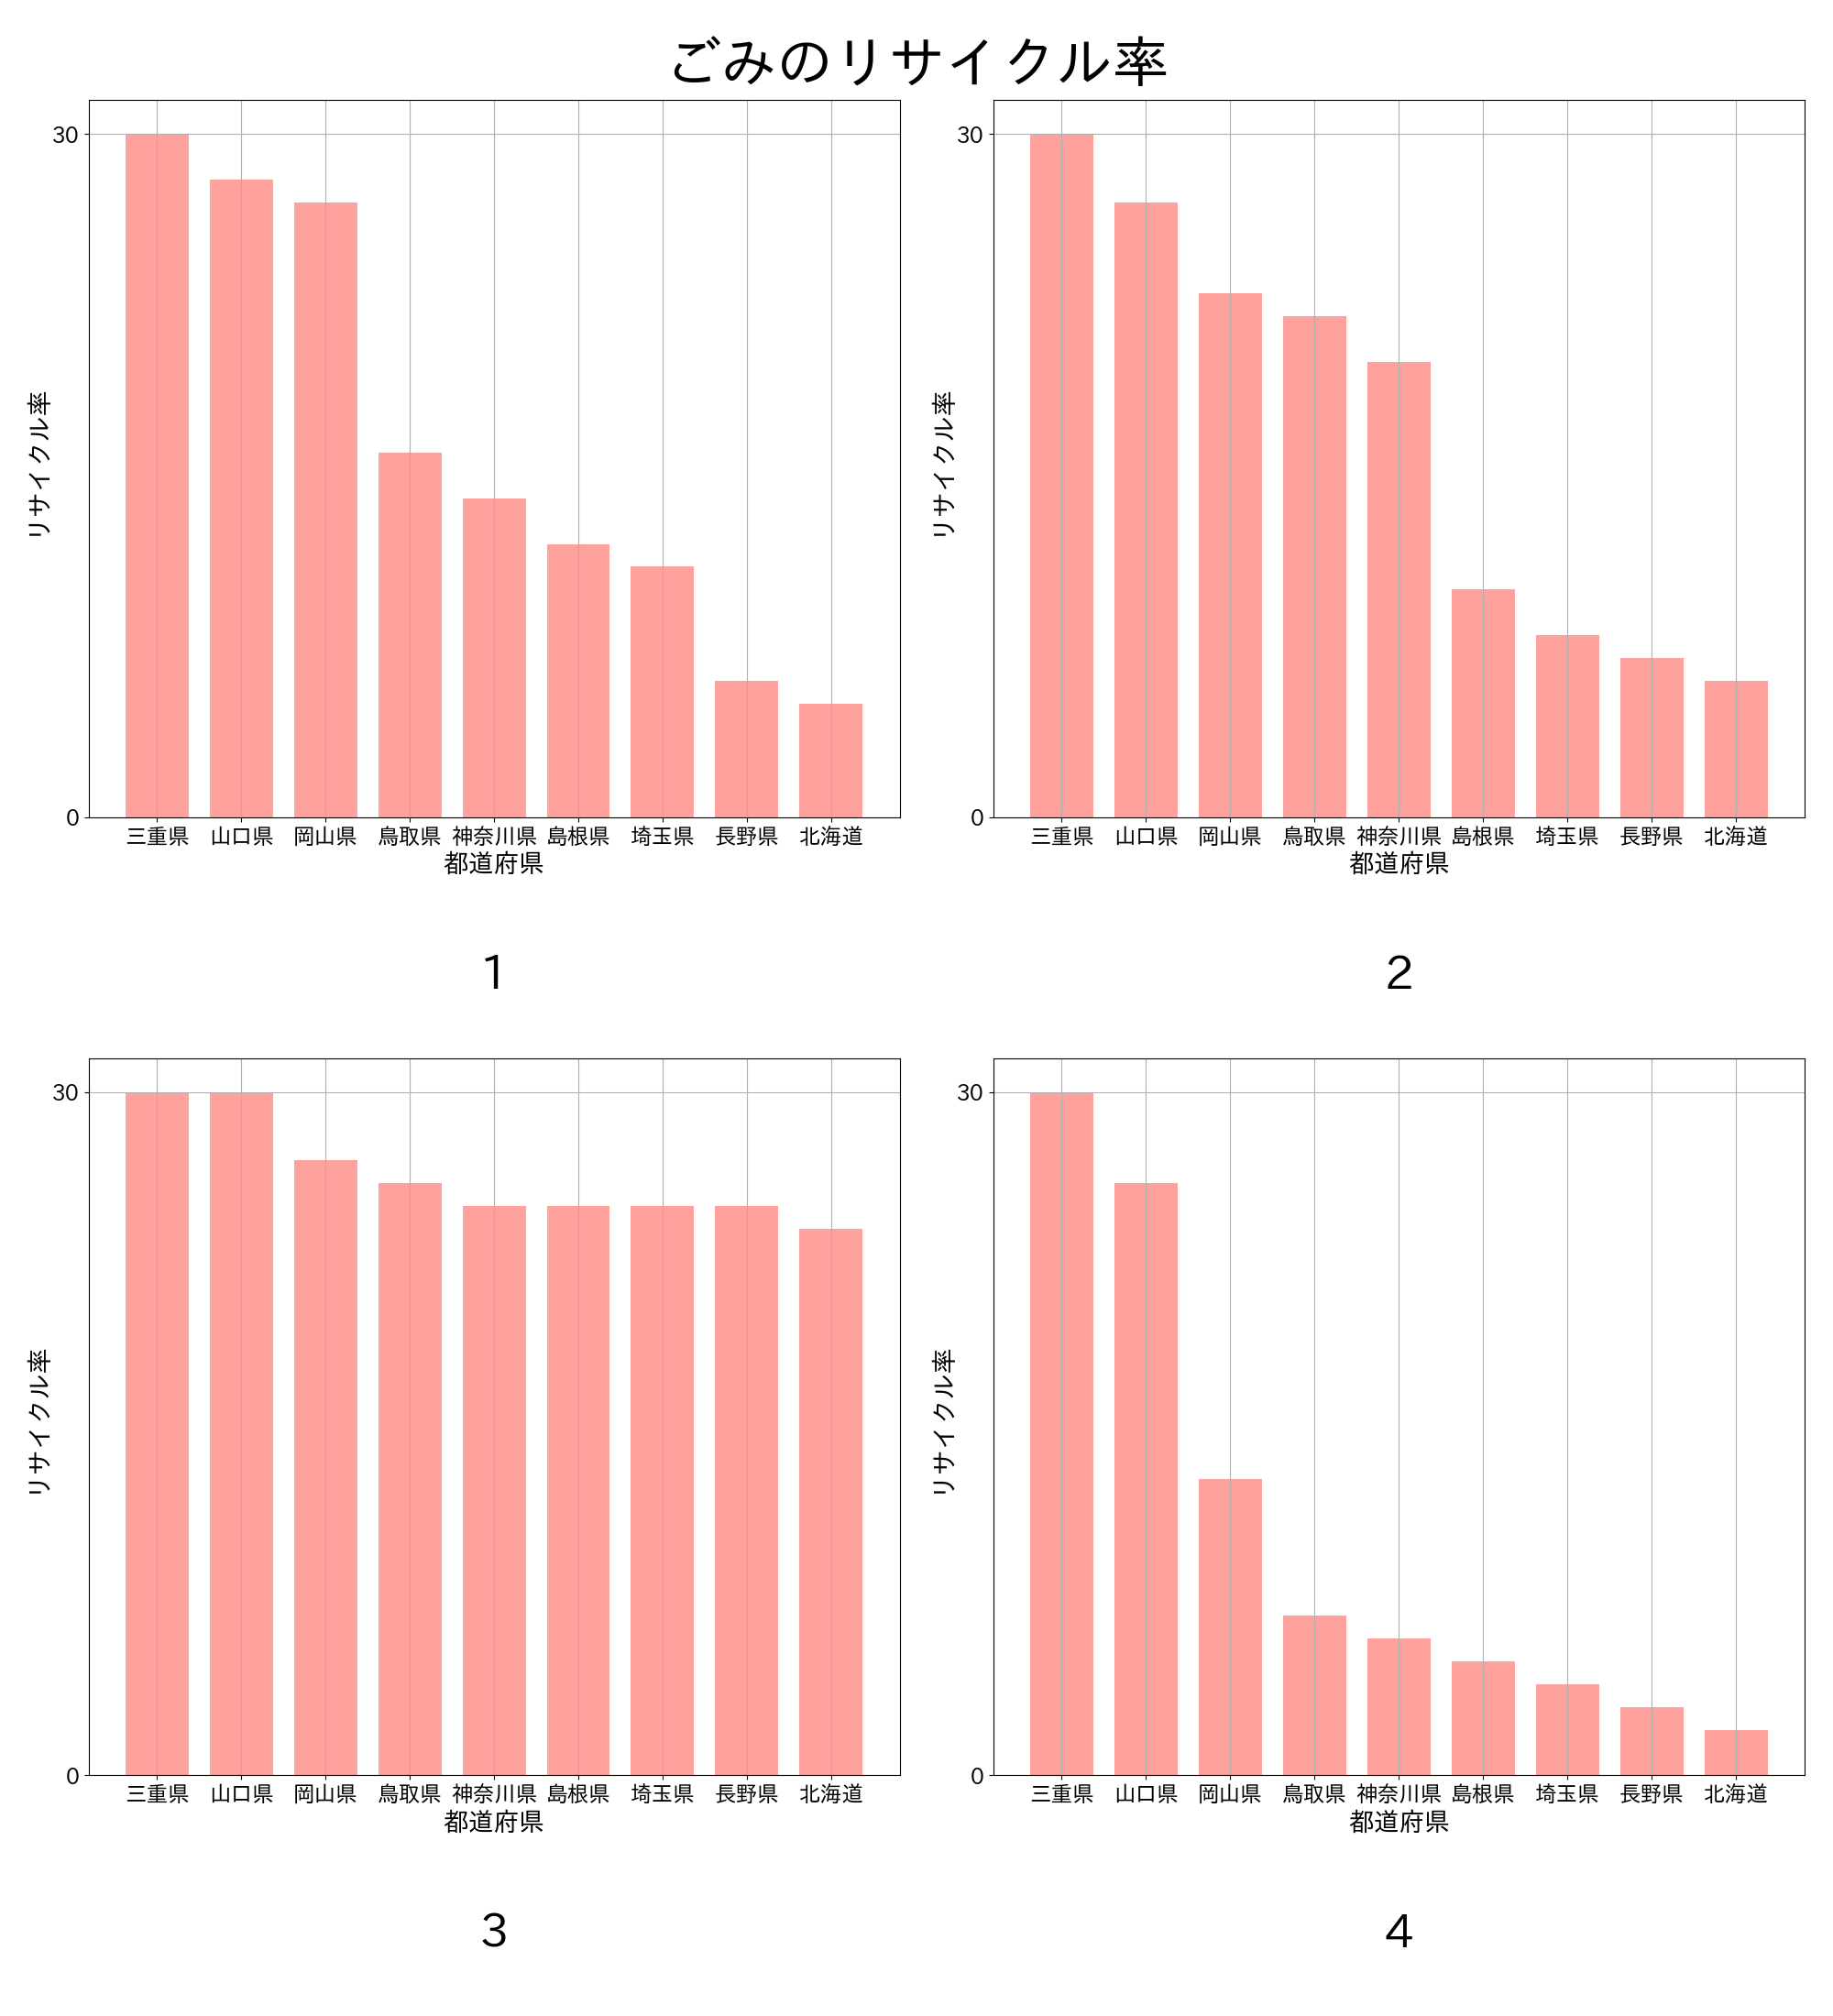 ごみのリサイクル率
30
リサイクル率
0
三重県 山口県 岡山県 鳥取県 神奈川県 島根県 埼玉県 長野県 北海道
都道府県
1
30
リサイクル率
0
三重県 山口県 岡山県 鳥取県 神奈川県 島根県 埼玉県 長野県 北海道
都道府県
2
30
リサイクル率
0
三重県 山口県 岡山県 鳥取県 神奈川県 島根県 埼玉県 長野県 北海道
都道府県
3
30
リサイクル率
0
三重県 山口県 岡山県 鳥取県 神奈川県 島根県 埼玉県 長野県 北海道
都道府県
4